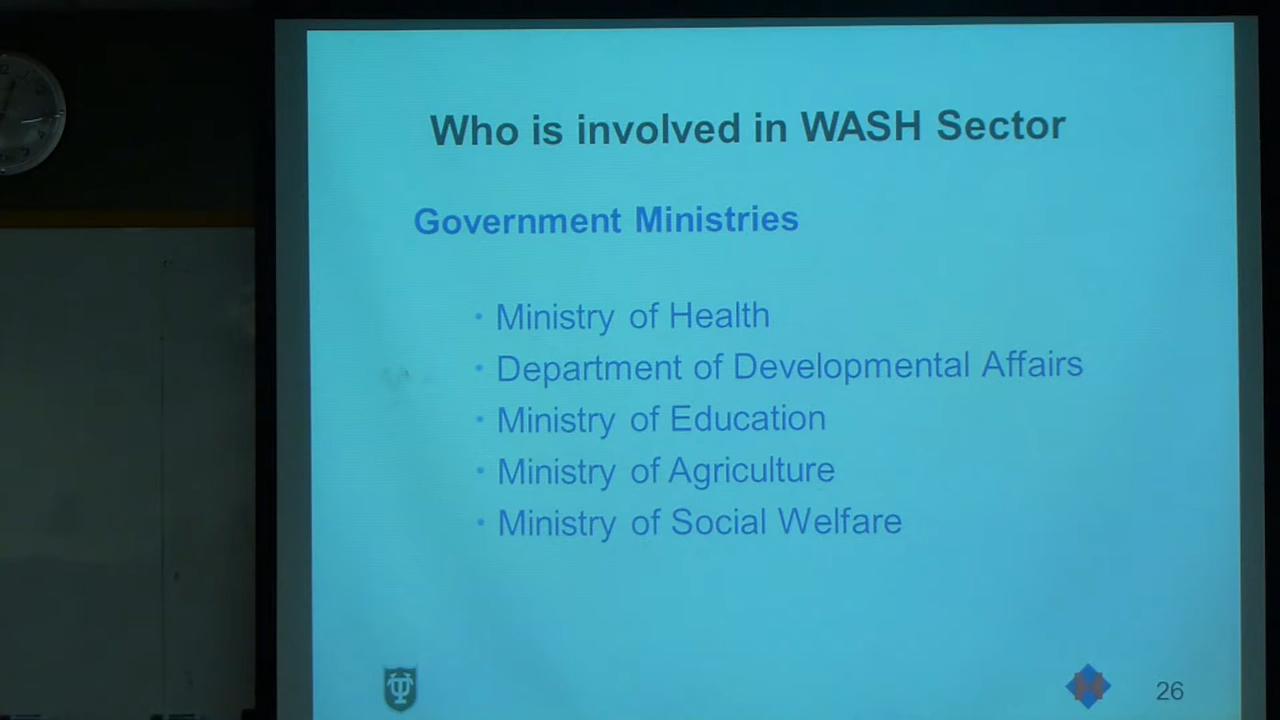 Who is involved in WASH Sector
Government Ministries
· Ministry of Health
· Department of Developmental Affairs
· Ministry of Education
· Ministry of Agriculture
· Ministry of Social Welfare
26